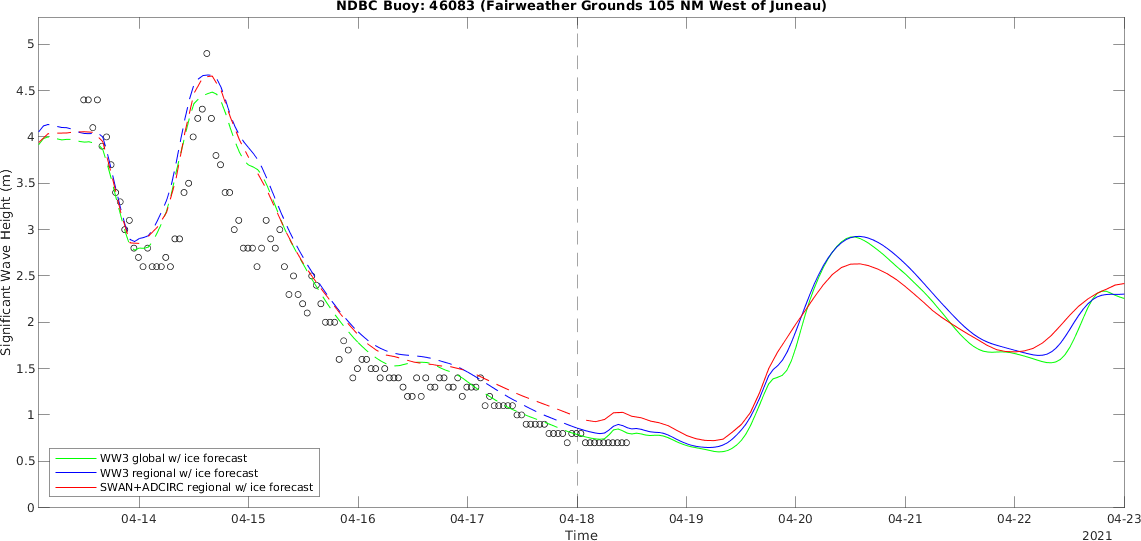 NDBC Buoy: 46083 (Fairweather Grounds 105 NM West of Juneau)
Significant Wave Height (m)
5
4.5
4
3.5
3
2.5
2
1.5
1
0.5
0
WW3 global w/ ice forecast
WW3 regional w/ ice forecast
SWAN+ADCIRC regional w/ ice forecast
04-14 04-15 04-16 04-17 04-18 04-19 04-20 04-21 04-22 04-23
Time
2021